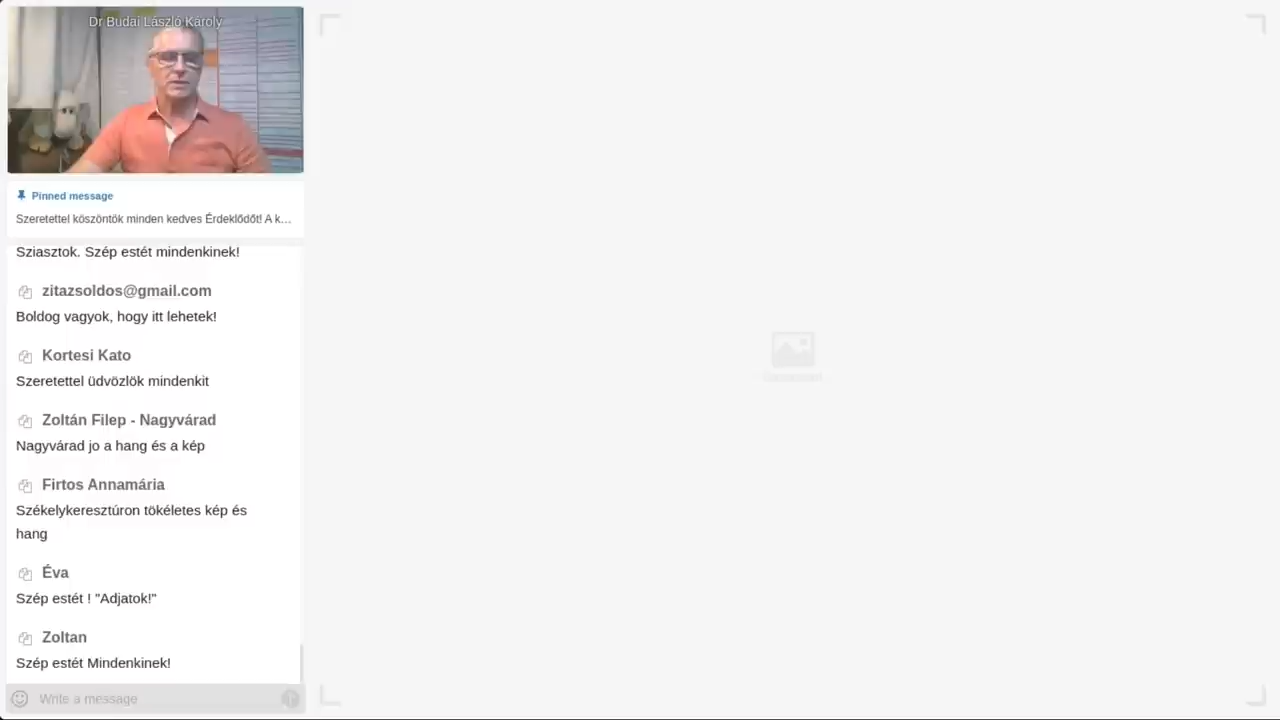 Dr Budai László Károly
Pinned message
Szeretettel köszöntök minden kedves Érdeklődőt! A k...
Sziasztok. Szép estét mindenkinek!
zitazsoldos@gmail.com
Boldog vagyok, hogy itt lehetek!
Kortesi Kato
Szeretettel üdvözlök mindenkit
Zoltán Filep - Nagyvárad
Nagyvárad jo a hang és a kép
Firtos Annamária
Székelykeresztúron tökéletes kép és
hang
Éva
Szép estét ! "Adjatok!"
Zoltan
Szép estét Mindenkinek!
Write a message